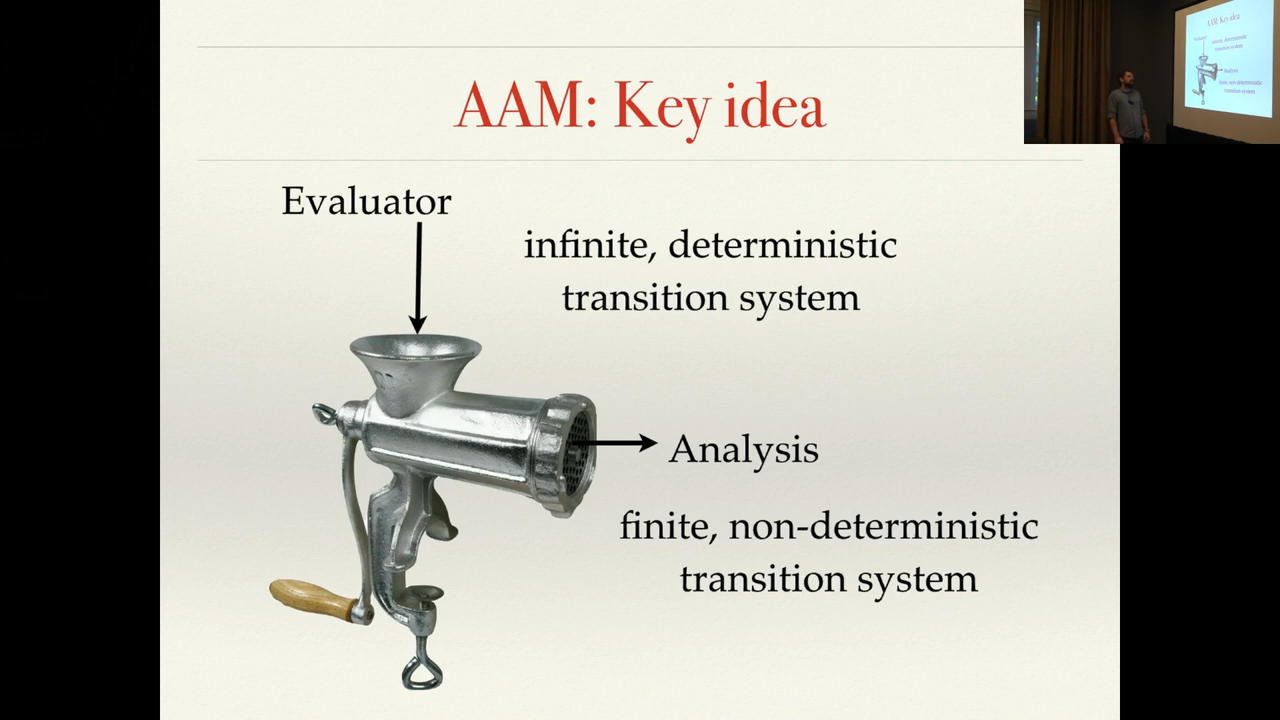 AAM: Key idea
Evaluator
infinite, deterministic
transition system
Analysis
finite, non-deterministic
transition system